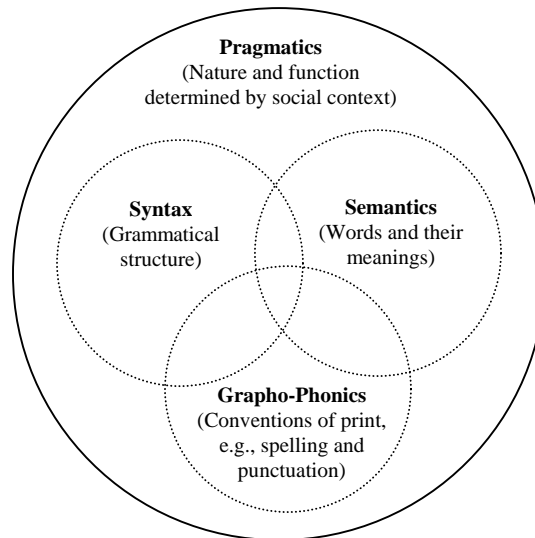 Pragmatics
(Nature and function
determined by social context)
Syntax
(Grammatical
structure)
Semantics
(Words and their
meanings)
Grapho-Phonics
(Conventions of print,
e.g., spelling and
punctuation)